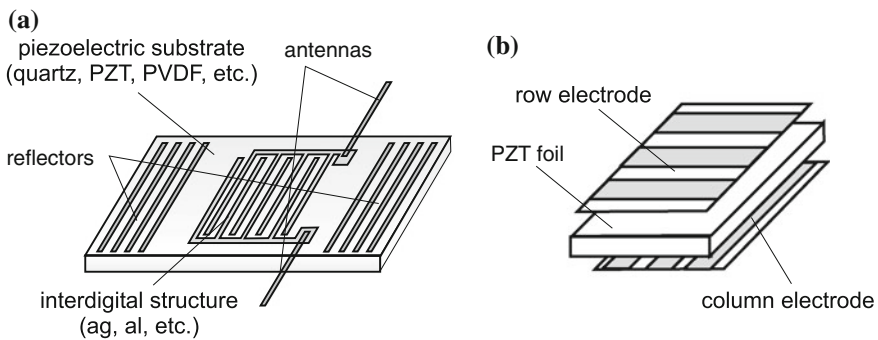 (a)
piezoelectric substrate
(quartz, PZT, PVDF, etc.)
antennas
reflectors
interdigital structure
(ag, al, etc.)
(b)
row electrode
PZT foil
column electrode